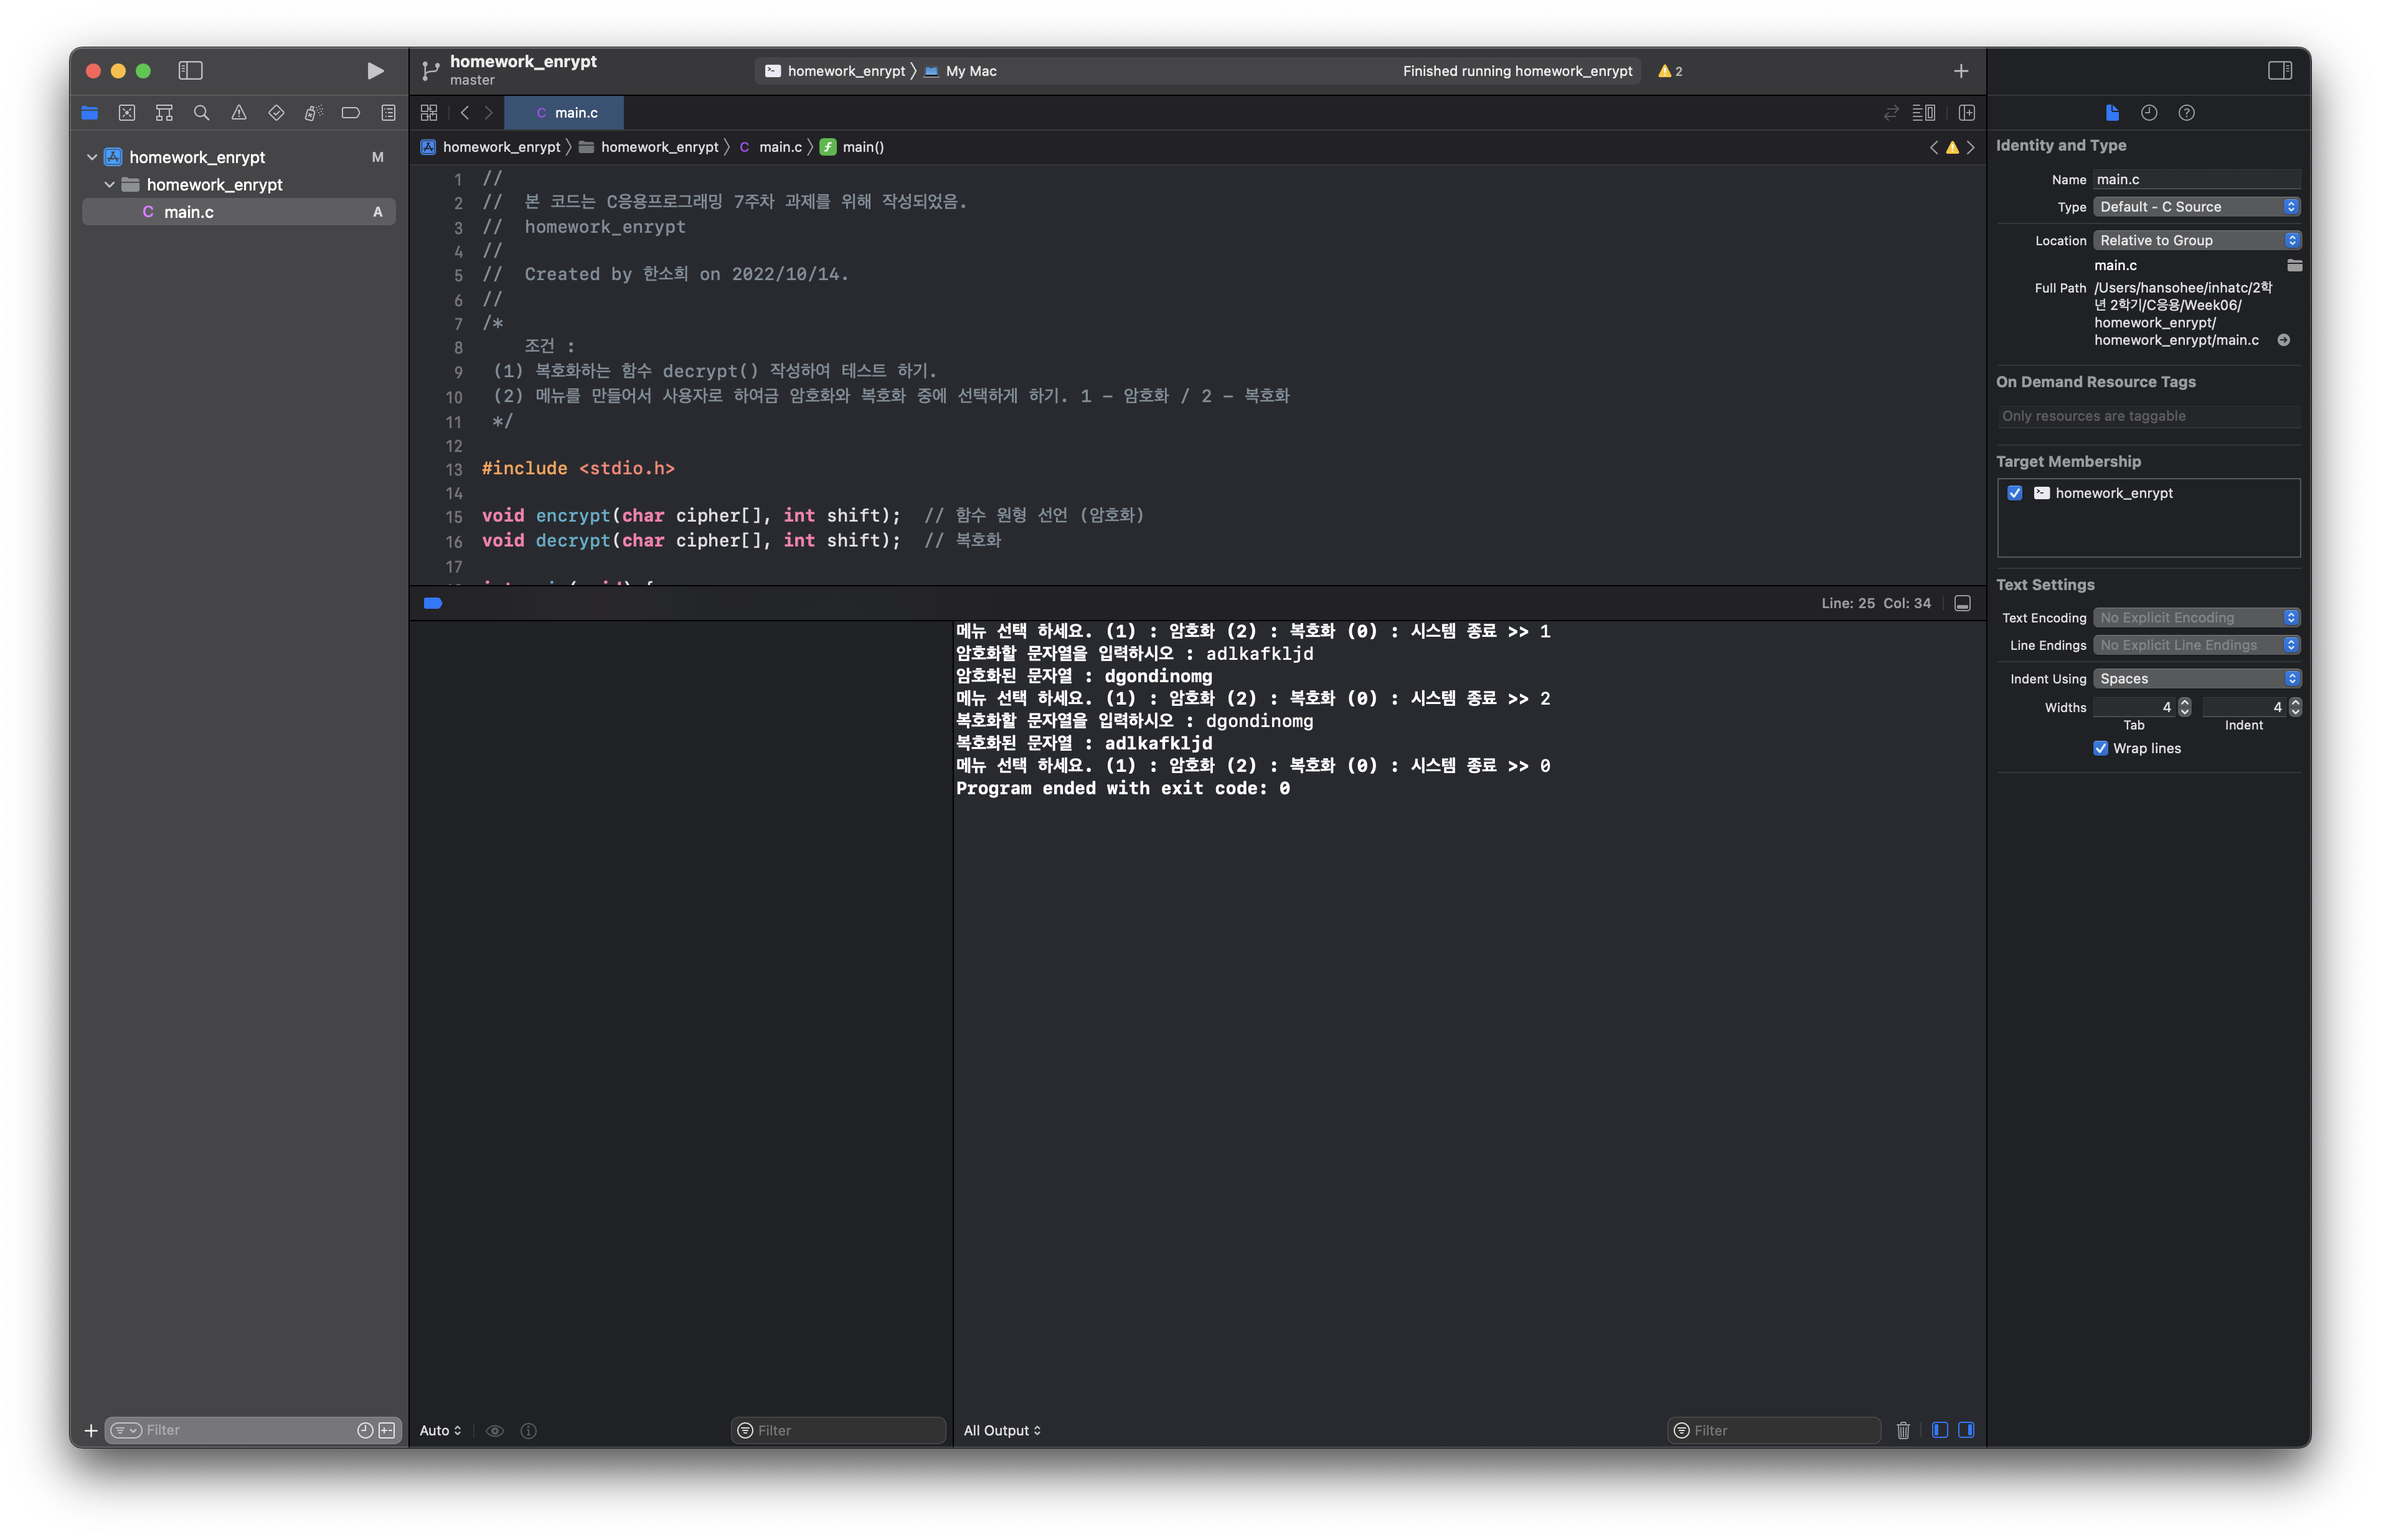 homework_enrypt
master
homework_enrypt
My Mac
Finished running homework_enrypt
2
homework_enrypt
M
homework_enrypt
main.c
A
main.c
homework_enrypt
homework_enrypt
main.c
main()
1 //
2 //  본 코드는 C응용프로그래밍 7주차 과제를 위해 작성되었음.
3 //  homework_enrypt
4 //
5 //  Created by 한소희 on 2022/10/14.
6 //
7 /*
8     조건 :
9  (1) 복호화하는 함수 decrypt() 작성하여 테스트 하기.
10  (2) 메뉴를 만들어서 사용자로 하여금 암호화와 복호화 중에 선택하게 하기. 1 - 암호화 / 2 - 복호화
11  */
12
13 #include <stdio.h>
14
15 void encrypt(char cipher[], int shift);  // 함수 원형 선언 (암호화)
16 void decrypt(char cipher[], int shift);  // 복호화
17
Line: 25 Col: 34
메뉴 선택 하세요. (1) : 암호화 (2) : 복호화 (0) : 시스템 종료 >> 1
암호화할 문자열을 입력하시오 : adlkafkljd
암호화된 문자열 : dgondinomg
메뉴 선택 하세요. (1) : 암호화 (2) : 복호화 (0) : 시스템 종료 >> 2
복호화할 문자열을 입력하시오 : dgondinomg
복호화된 문자열 : adlkafkljd
메뉴 선택 하세요. (1) : 암호화 (2) : 복호화 (0) : 시스템 종료 >> 0
Program ended with exit code: 0
Filter
Auto
Filter
All Output
Filter
Identity and Type
Name main.c
Type Default - C Source
Location Relative to Group
main.c
Full Path /Users/hansohee/inhatc/2학
년 2학기/C응용/Week06/
homework_enrypt/
homework_enrypt/main.c
On Demand Resource Tags
Only resources are taggable
Target Membership
homework_enrypt
Text Settings
Text Encoding No Explicit Encoding
Line Endings No Explicit Line Endings
Indent Using Spaces
Widths 4 4
Tab Indent
Wrap lines